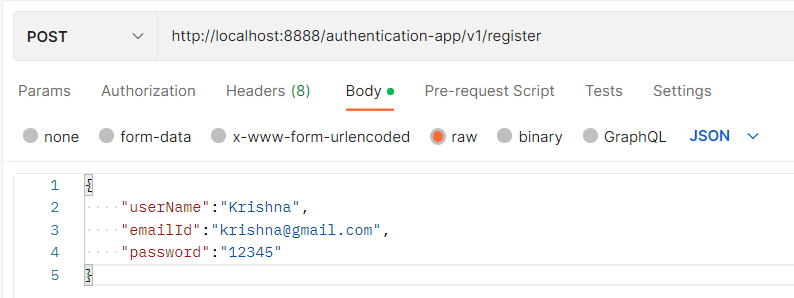 POST http://localhost:8888/authentication-app/v1/register
Params Authorization Headers (8) Body Pre-request Script Tests Settings
none form-data x-www-form-urlencoded raw binary GraphQL JSON
1 {
2 "userName":"Krishna",
3 "emailId":"krishna@gmail.com",
4 "password":"12345"
5 }